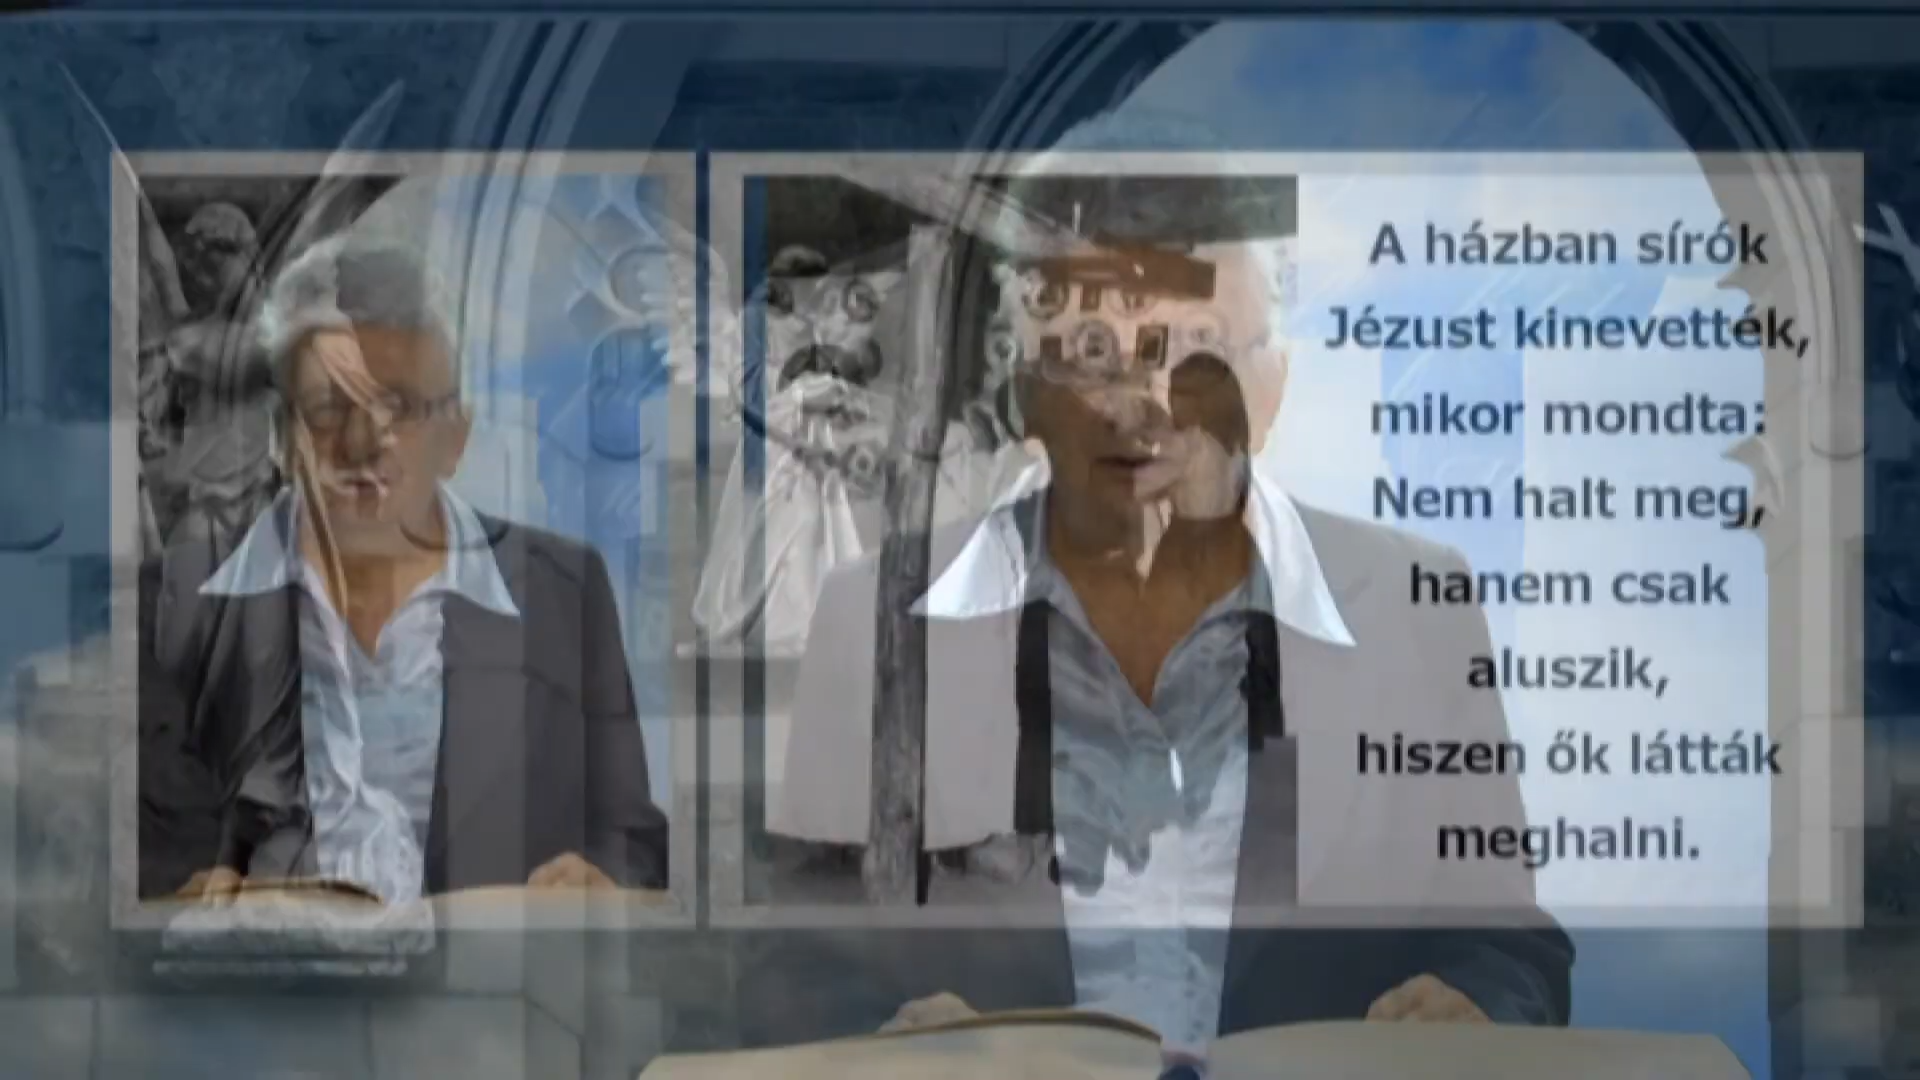 A házban sírók
Jézust kinevették,
mikor mondta:
Nem halt meg,
hanem csak
aluszik,
hiszen ők látták
meghalni.